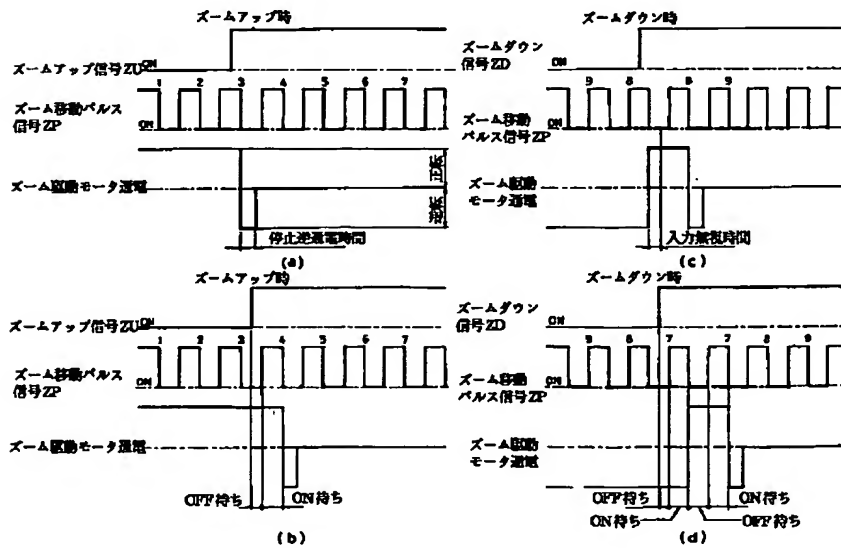 ズームアップ時
ズームアップ信号ZU
ON
1 2 3 4 5 6 7
ズーム移動パルス
信号ZP
ON
ズーム駆動モータ通電
正転
逆転
停止逆通電時間
(a)
ズームダウン時
ズームダウン
信号ZD
ON
9 8 8 9
ズーム移動
パルス信号ZP
ON
ズーム駆動
モータ通電
入力無視時間
(c)
ズームアップ時
ズームアップ信号ZU
ON
1 2 3 4 5 6 7
ズーム移動パルス
信号ZP
ON
ズーム駆動モータ通電
OFF待ち
ON待ち
(b)
ズームダウン時
ズームダウン
信号ZD
ON
9 8 7 7 8 9
ズーム移動
パルス信号ZP
ON
ズーム駆動
モータ通電
OFF待ち
ON待ち
ON待ち
OFF待ち
(d)